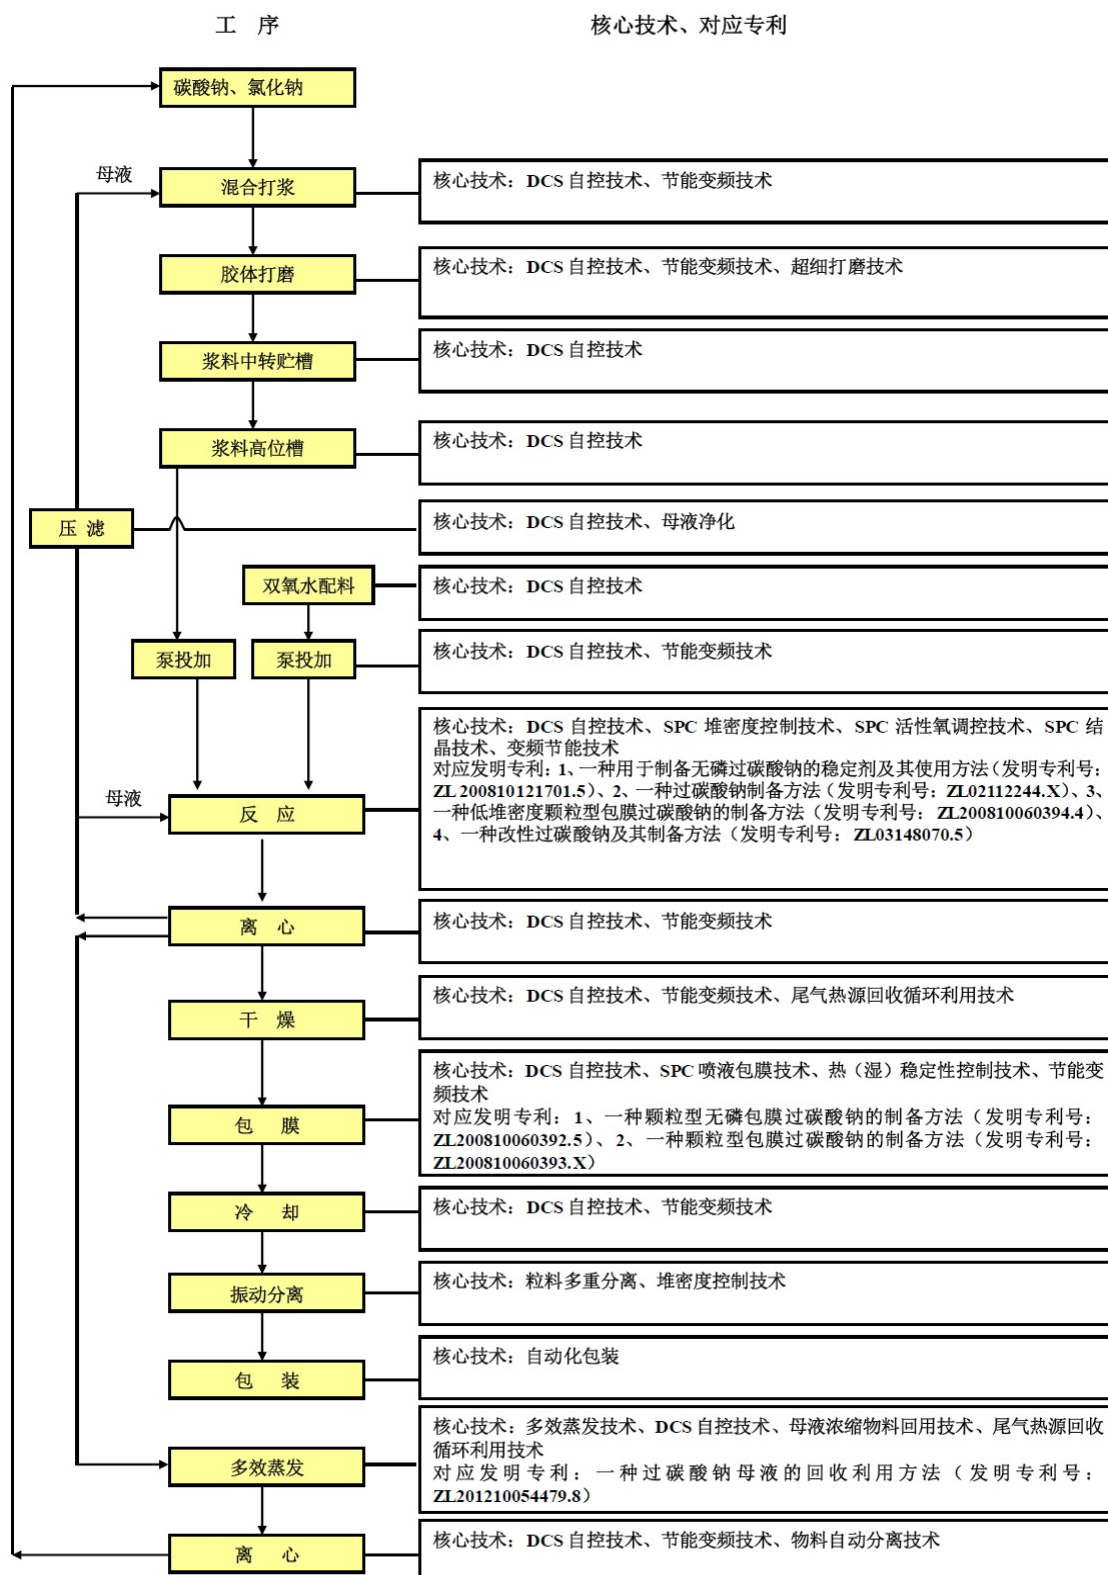 工 序
核心技术、对应专利
碳酸钠、氯化钠
母液
混合打浆
核心技术：DCS 自控技术、节能变频技术
胶体打磨
核心技术：DCS 自控技术、节能变频技术、超细打磨技术
浆料中转贮槽
核心技术：DCS 自控技术
浆料高位槽
核心技术：DCS 自控技术
压 滤
核心技术：DCS 自控技术、母液净化
双氧水配料
核心技术：DCS 自控技术
泵投加
泵投加
核心技术：DCS 自控技术、节能变频技术
母液
反 应
核心技术：DCS 自控技术、SPC 堆密度控制技术、SPC 活性氧调控技术、SPC 结
晶技术、变频节能技术
对应发明专利：1、一种用于制备无磷过碳酸钠的稳定剂及其使用方法（发明专利号：
ZL 200810121701.5）、2、一种过碳酸钠制备方法（发明专利号：ZL02112244.X）、3、
一种低堆密度颗粒型包膜过碳酸钠的制备方法（发明专利号：ZL200810060394.4）、
4、一种改性过碳酸钠及其制备方法（发明专利号：ZL03148070.5）
离 心
核心技术：DCS 自控技术、节能变频技术
干 燥
核心技术：DCS 自控技术、节能变频技术、尾气热源回收循环利用技术
包 膜
核心技术：DCS 自控技术、SPC 喷液包膜技术、热（湿）稳定性控制技术、节能变
频技术
对应发明专利：1、一种颗粒型无磷包膜过碳酸钠的制备方法（发明专利号：
ZL200810060392.5）、2、一种颗粒型包膜过碳酸钠的制备方法（发明专利号：
ZL200810060393.X）
冷 却
核心技术：DCS 自控技术、节能变频技术
振动分离
核心技术：粒料多重分离、堆密度控制技术
包 装
核心技术：自动化包装
多效蒸发
核心技术：多效蒸发技术、DCS 自控技术、母液浓缩物料回用技术、尾气热源回收
循环利用技术
对应发明专利：一种过碳酸钠母液的回收利用方法（发明专利号：
ZL201210054479.8）
离 心
核心技术：DCS 自控技术、节能变频技术、物料自动分离技术